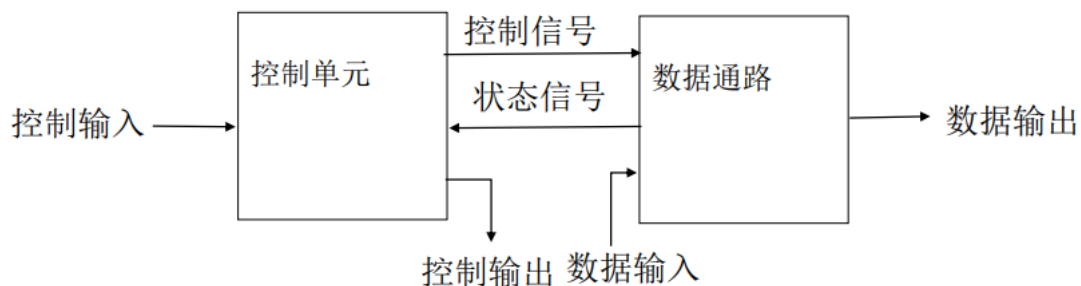 控制信号
控制单元
数据通路
状态信号
控制输入
数据输出
控制输出
数据输入